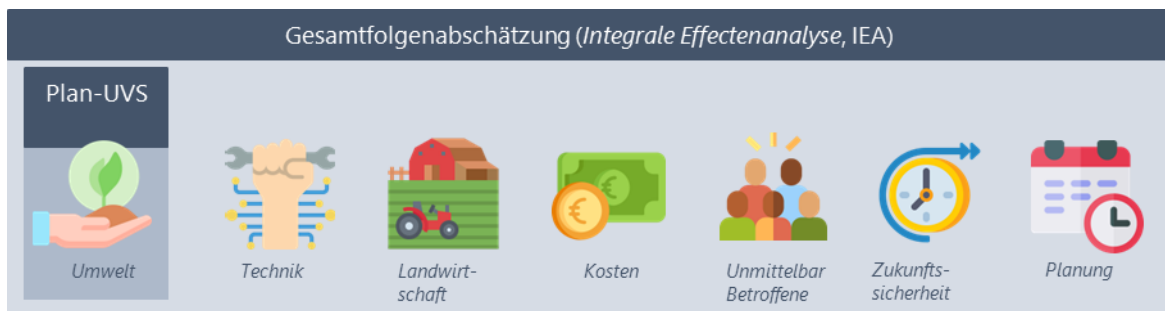 Gesamtfolgenabschätzung (Integrale Effectenanalyse, IEA)
Plan-UVS
Umwelt
Technik
Landwirt-
schaft
Kosten
Unmittelbar
Betroffene
Zukunfts-
sicherheit
Planung